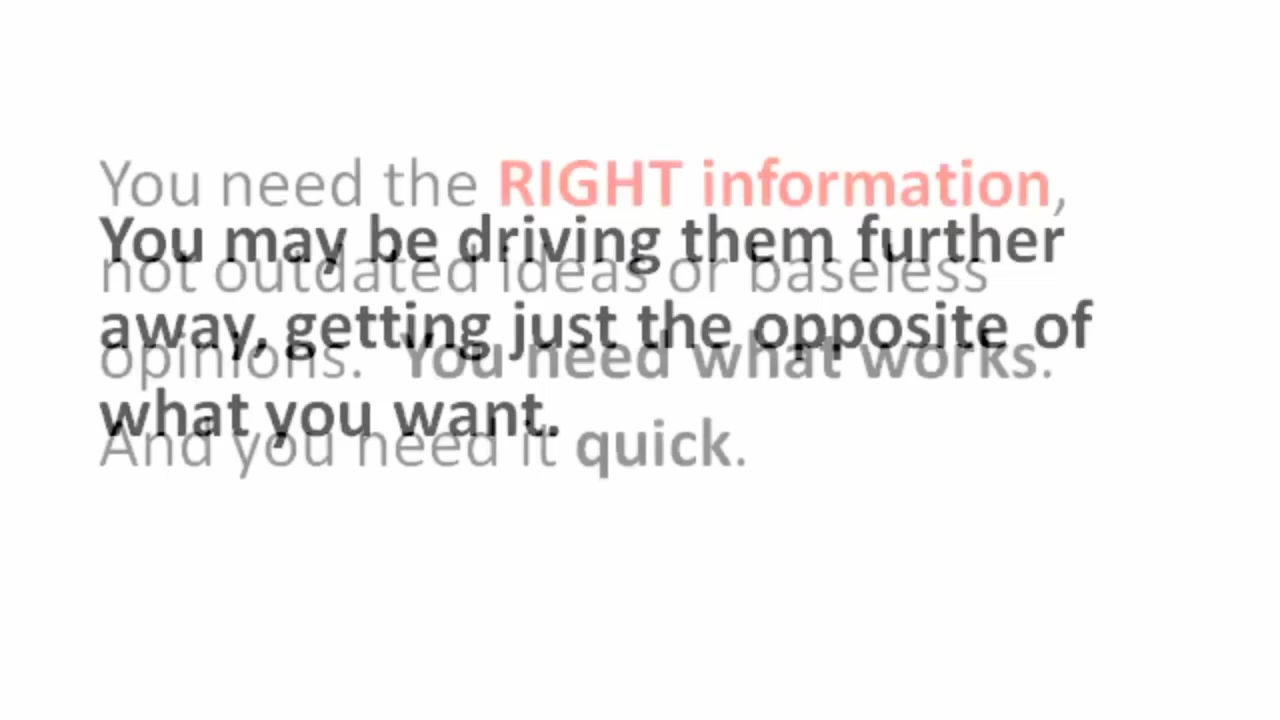 You need the RIGHT information,
not outdated ideas or baseless
opinions. You need what works.
And you need it quick.
You may be driving them further
away, getting just the opposite of
what you want.